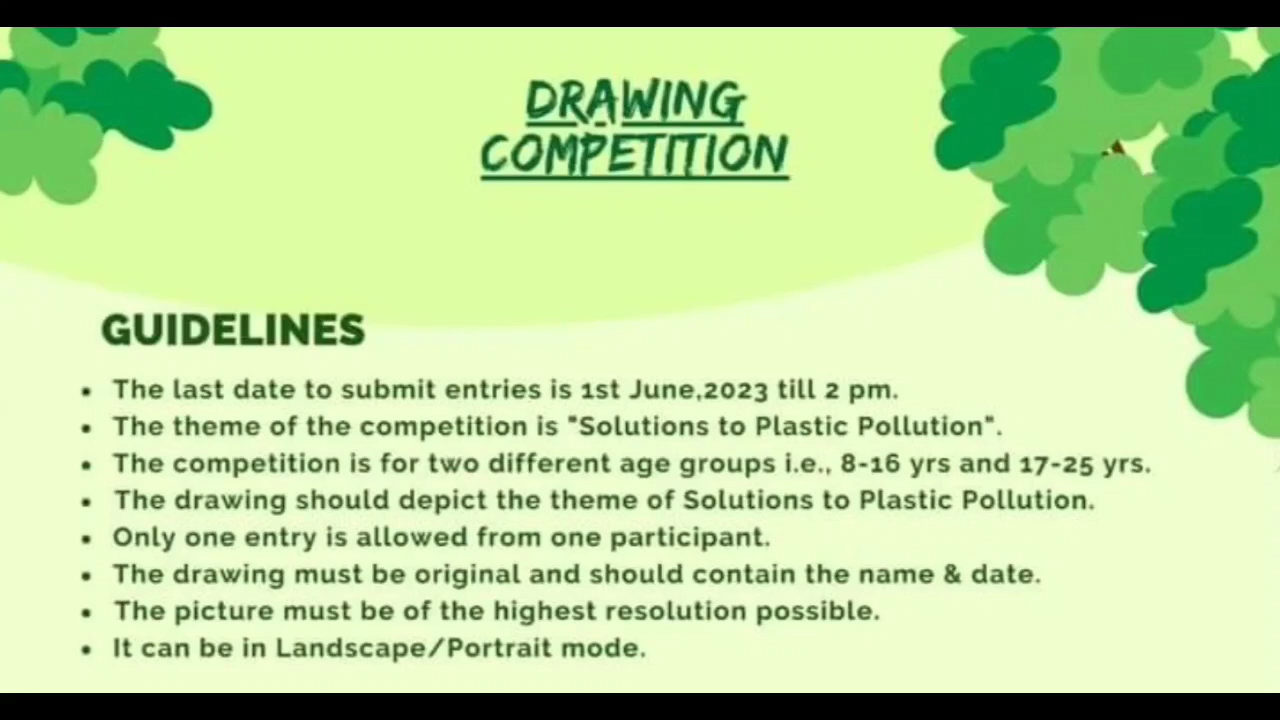 DRAWING
COMPETITION
GUIDELINES
• The last date to submit entries is 1st June,2023 till 2 pm.
• The theme of the competition is "Solutions to Plastic Pollution".
• The competition is for two different age groups i.e., 8-16 yrs and 17-25 yrs.
• The drawing should depict the theme of Solutions to Plastic Pollution.
• Only one entry is allowed from one participant.
• The drawing must be original and should contain the name & date.
• The picture must be of the highest resolution possible.
• It can be in Landscape/Portrait mode.